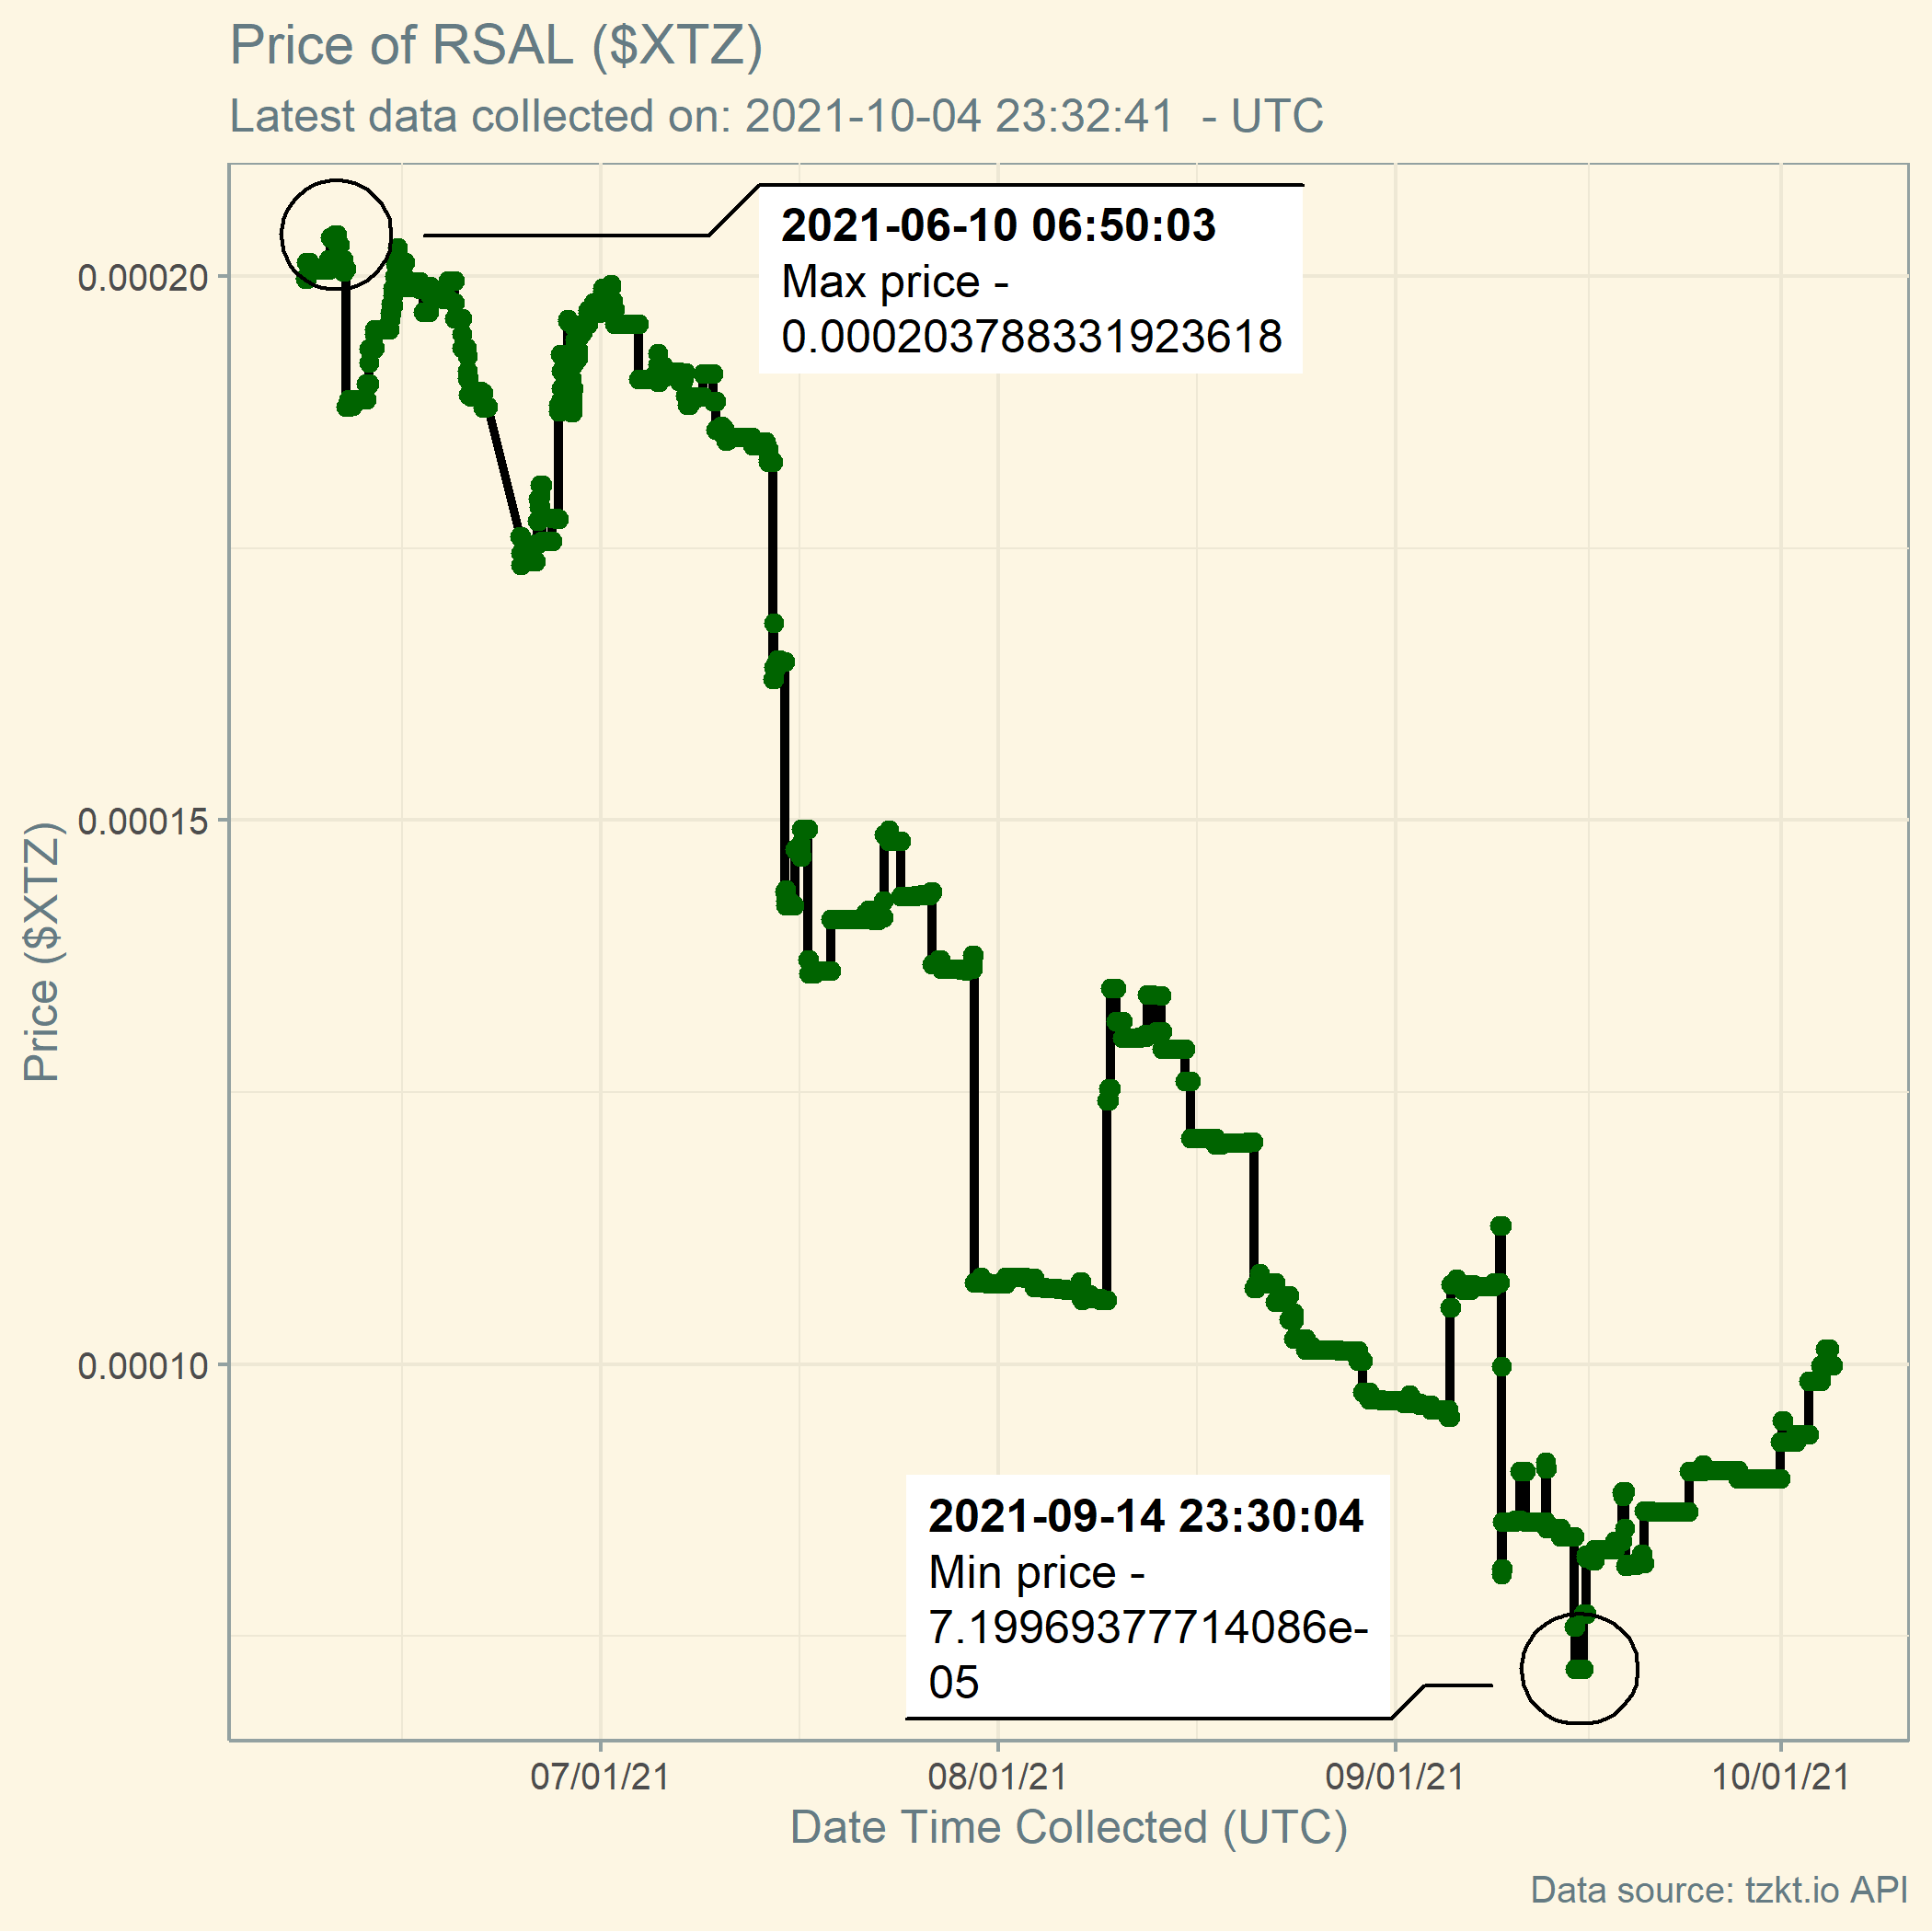 Price of RSAL ($XTZ)
Latest data collected on: 2021-10-04 23:32:41  - UTC
2021-06-10 06:50:03
Max price -
0.000203788331923618
0.00020
0.00015
0.00010
Price ($XTZ)
2021-09-14 23:30:04
Min price -
7.19969377714086e-
05
07/01/21
08/01/21
09/01/21
10/01/21
Date Time Collected (UTC)
Data source: tzkt.io API